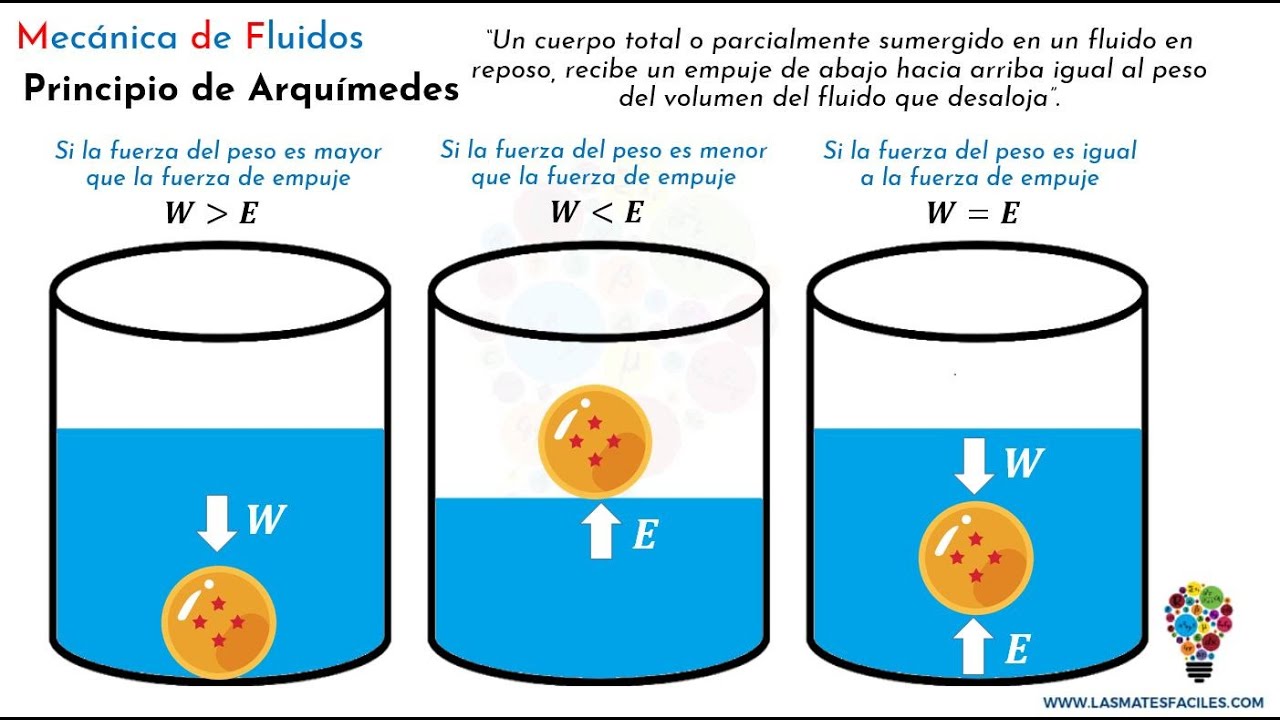 Mecánica de Fluidos
Principio de Arquímedes
“Un cuerpo total o parcialmente sumergido en un fluido en
reposo, recibe un empuje de abajo hacia arriba igual al peso
del volumen del fluido que desaloja”.
Si la fuerza del peso es mayor
que la fuerza de empuje
W > E
Si la fuerza del peso es menor
que la fuerza de empuje
W < E
Si la fuerza del peso es igual
a la fuerza de empuje
W = E
W
E
W
E
WWW.LASMATESFACILES.COM